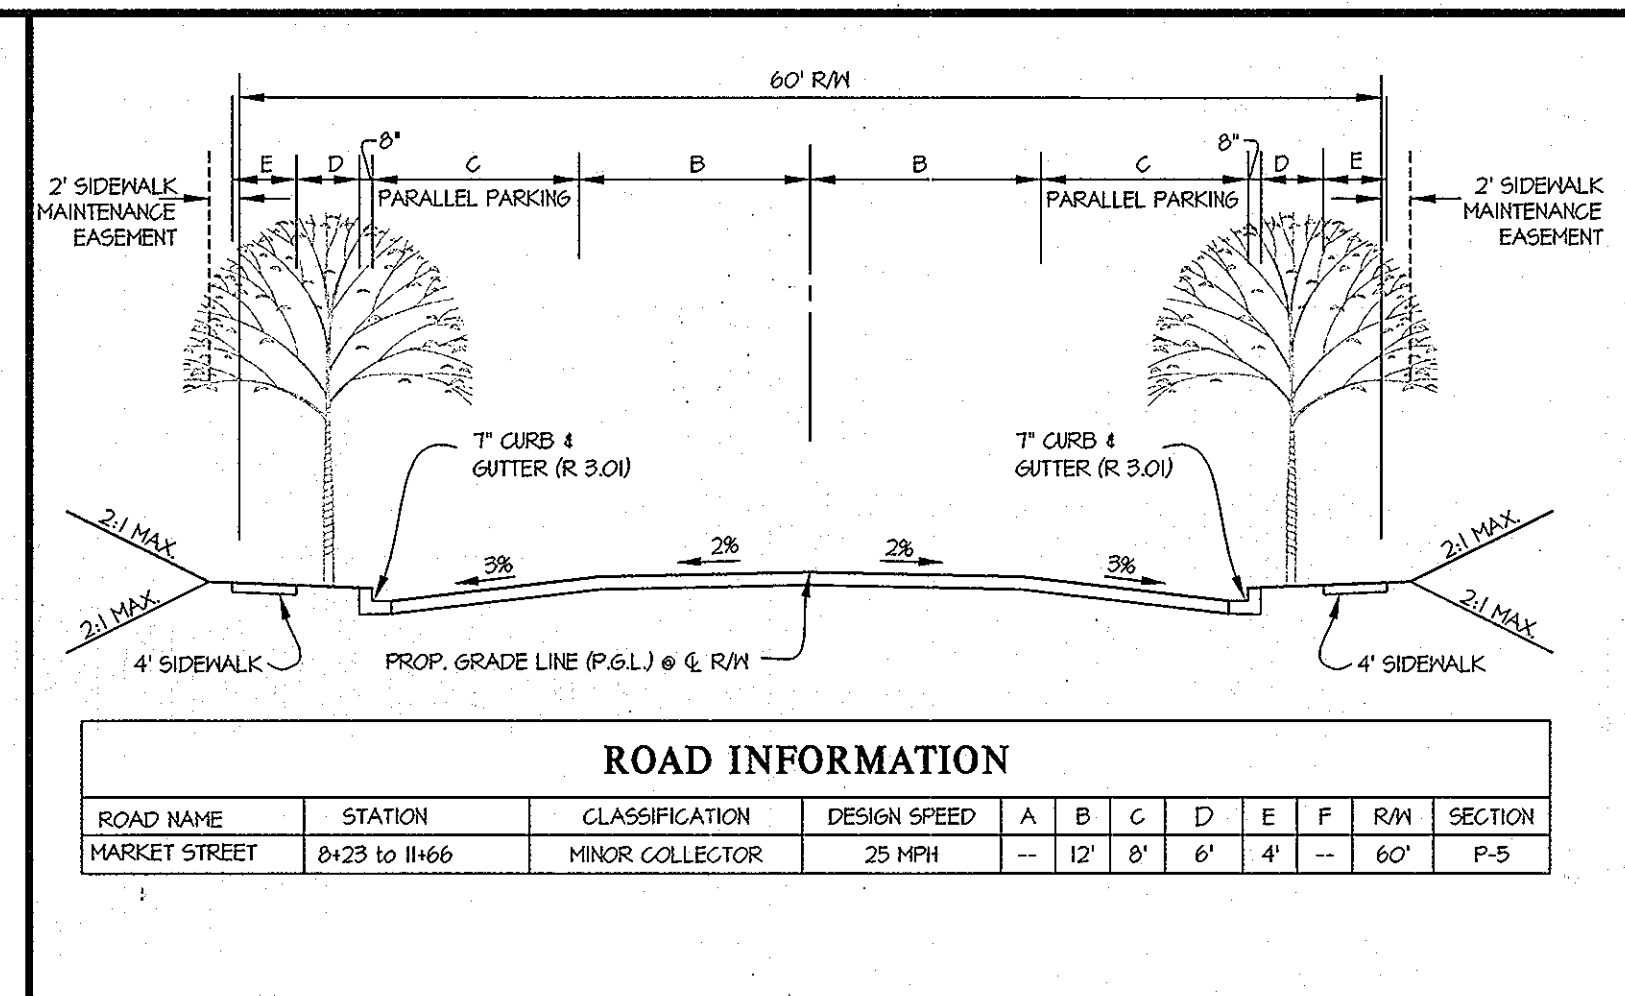 60' R/W
8"
8"
E D C B B C D E
2' SIDEWALK
MAINTENANCE
EASEMENT
PARALLEL PARKING
PARALLEL PARKING
2' SIDEWALK
MAINTENANCE
EASEMENT
7" CURB &
GUTTER (R 3.01)
7" CURB &
GUTTER (R 3.01)
2:1 MAX.
2:1 MAX.
3%
2%
2%
3%
2:1 MAX.
2:1 MAX.
4' SIDEWALK
PROP. GRADE LINE (P.G.L.) @ ℄ R/W
4' SIDEWALK
ROAD INFORMATION
ROAD NAME STATION CLASSIFICATION DESIGN SPEED A B C D E F R/W SECTION
MARKET STREET 8+23 to 11+66 MINOR COLLECTOR 25 MPH -- 12' 8' 6' 4' -- 60' P-5